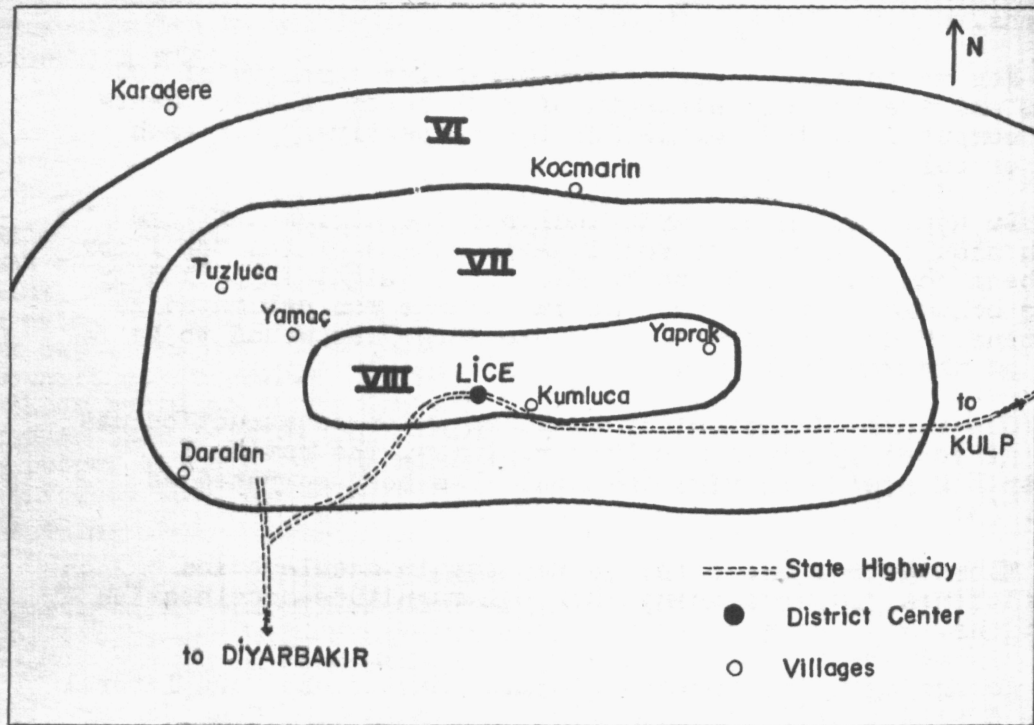 N
Karadere
VI
Kocmarin
VII
Tuzluca
Yamaç
Yaprak
VIII
LİCE
Kumluca
to
KULP
Daralan
State Highway
District Center
to DİYARBAKIR
Villages